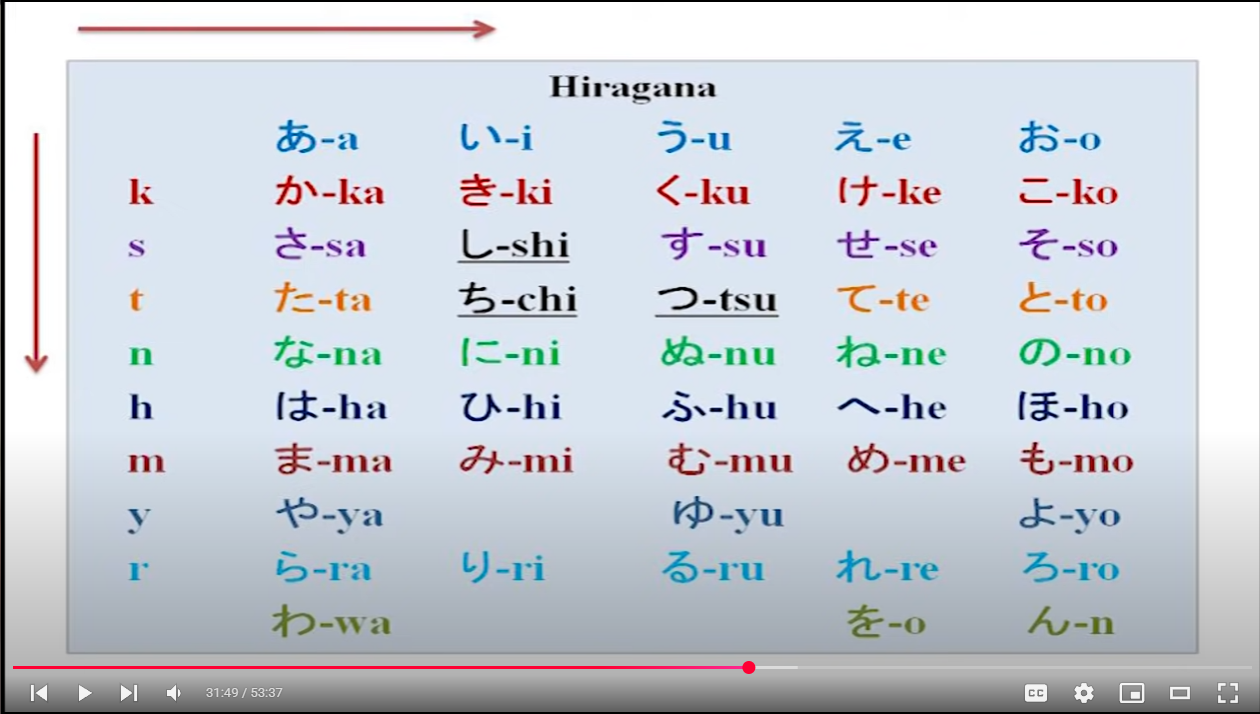 Hiragana
あ-a い-i う-u え-e お-o
k か-ka き-ki く-ku け-ke こ-ko
s さ-sa し-shi す-su せ-se そ-so
t た-ta ち-chi つ-tsu て-te と-to
n な-na に-ni ぬ-nu ね-ne の-no
h は-ha ひ-hi ふ-hu へ-he ほ-ho
m ま-ma み-mi む-mu め-me も-mo
y や-ya ゆ-yu よ-yo
r ら-ra り-ri る-ru れ-re ろ-ro
わ-wa を-o ん-n
31:49 / 53:37 CC